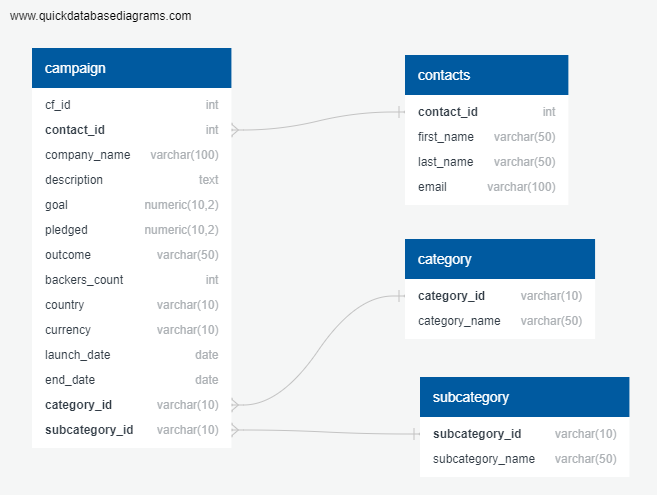 www.quickdatabasediagrams.com
campaign
cf_id int
contact_id int
company_name varchar(100)
description text
goal numeric(10,2)
pledged numeric(10,2)
outcome varchar(50)
backers_count int
country varchar(10)
currency varchar(10)
launch_date date
end_date date
category_id varchar(10)
subcategory_id varchar(10)
contacts
contact_id int
first_name varchar(50)
last_name varchar(50)
email varchar(100)
category
category_id varchar(10)
category_name varchar(50)
subcategory
subcategory_id varchar(10)
subcategory_name varchar(50)